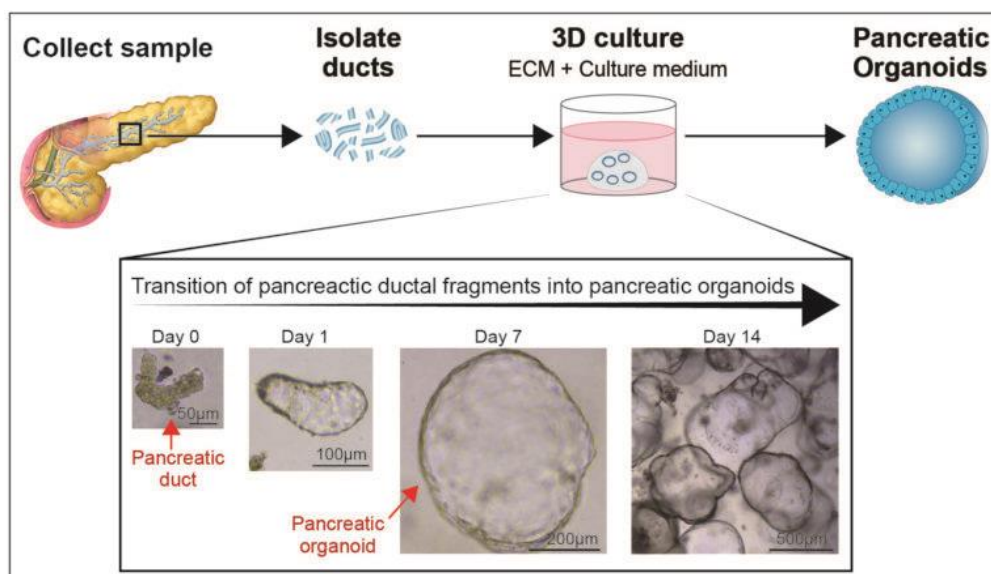 Collect sample
Isolate
ducts
3D culture
ECM + Culture medium
Pancreatic
Organoids
Transition of pancreactic ductal fragments into pancreatic organoids
Day 0
Day 1
Day 7
Day 14
50µm
100µm
200µm
500µm
Pancreatic
duct
Pancreatic
organoid